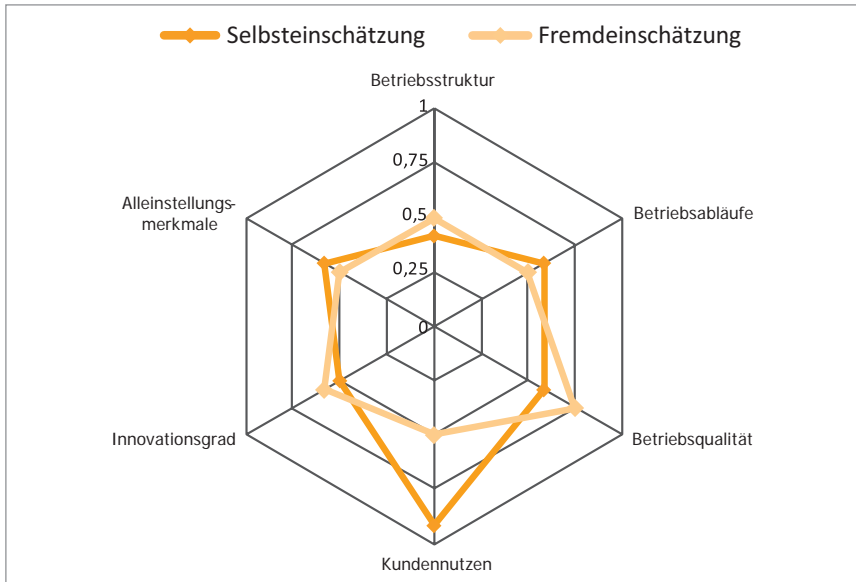 Selbsteinschätzung Fremdeinschätzung
Betriebsstruktur
1
0,75
Alleinstellungs-
merkmale
0,5
Betriebsabläufe
0,25
0
Innovationsgrad
Betriebsqualität
Kundennutzen